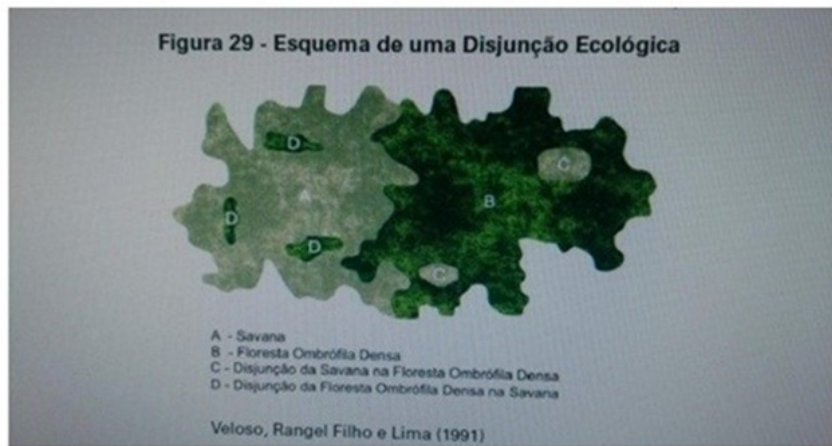 Figura 29 - Esquema de uma Disjunção Ecológica
D
C
A
B
D
D
C
A - Savana
B - Floresta Ombrófila Densa
C - Disjunção da Savana na Floresta Ombrófila Densa
D - Disjunção da Floresta Ombrófila Densa na Savana
Veloso, Rangel Filho e Lima (1991)